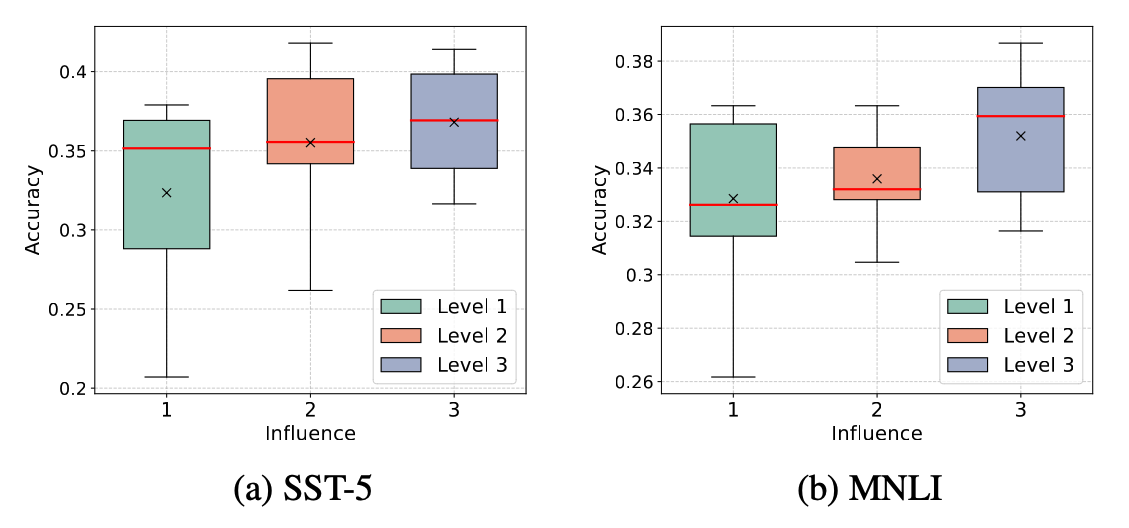 0.4
0.35
0.3
0.25
0.2
Accuracy
Level 1
Level 2
Level 3
1 2 3
Influence
(a) SST-5
0.38
0.36
0.34
0.32
0.3
0.28
0.26
Accuracy
Level 1
Level 2
Level 3
1 2 3
Influence
(b) MNLI